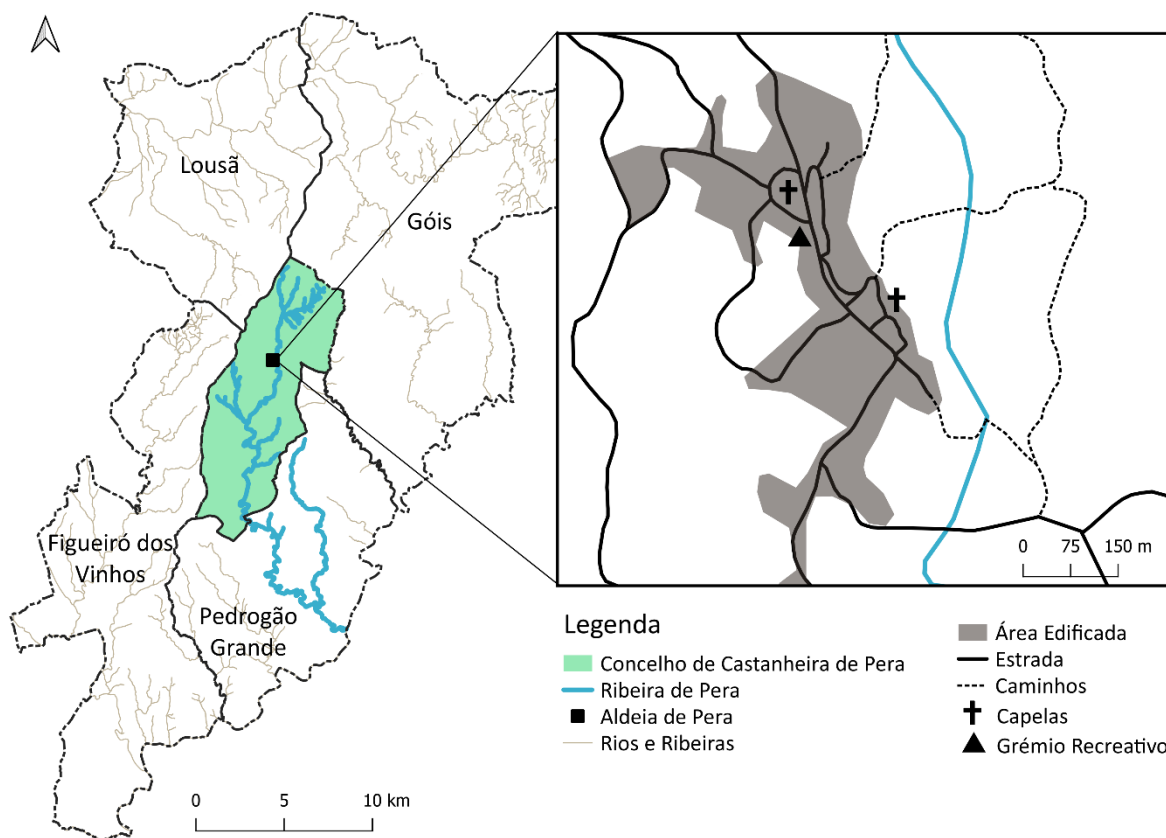 Lousã
Góis
Figueiró dos
Vinhos
Pedrogão
Grande
0 5 10 km
0 75 150 m
Legenda
Concelho de Castanheira de Pera
Ribeira de Pera
Aldeia de Pera
Rios e Ribeiras
Área Edificada
Estrada
Caminhos
Capelas
Grémio Recreativo